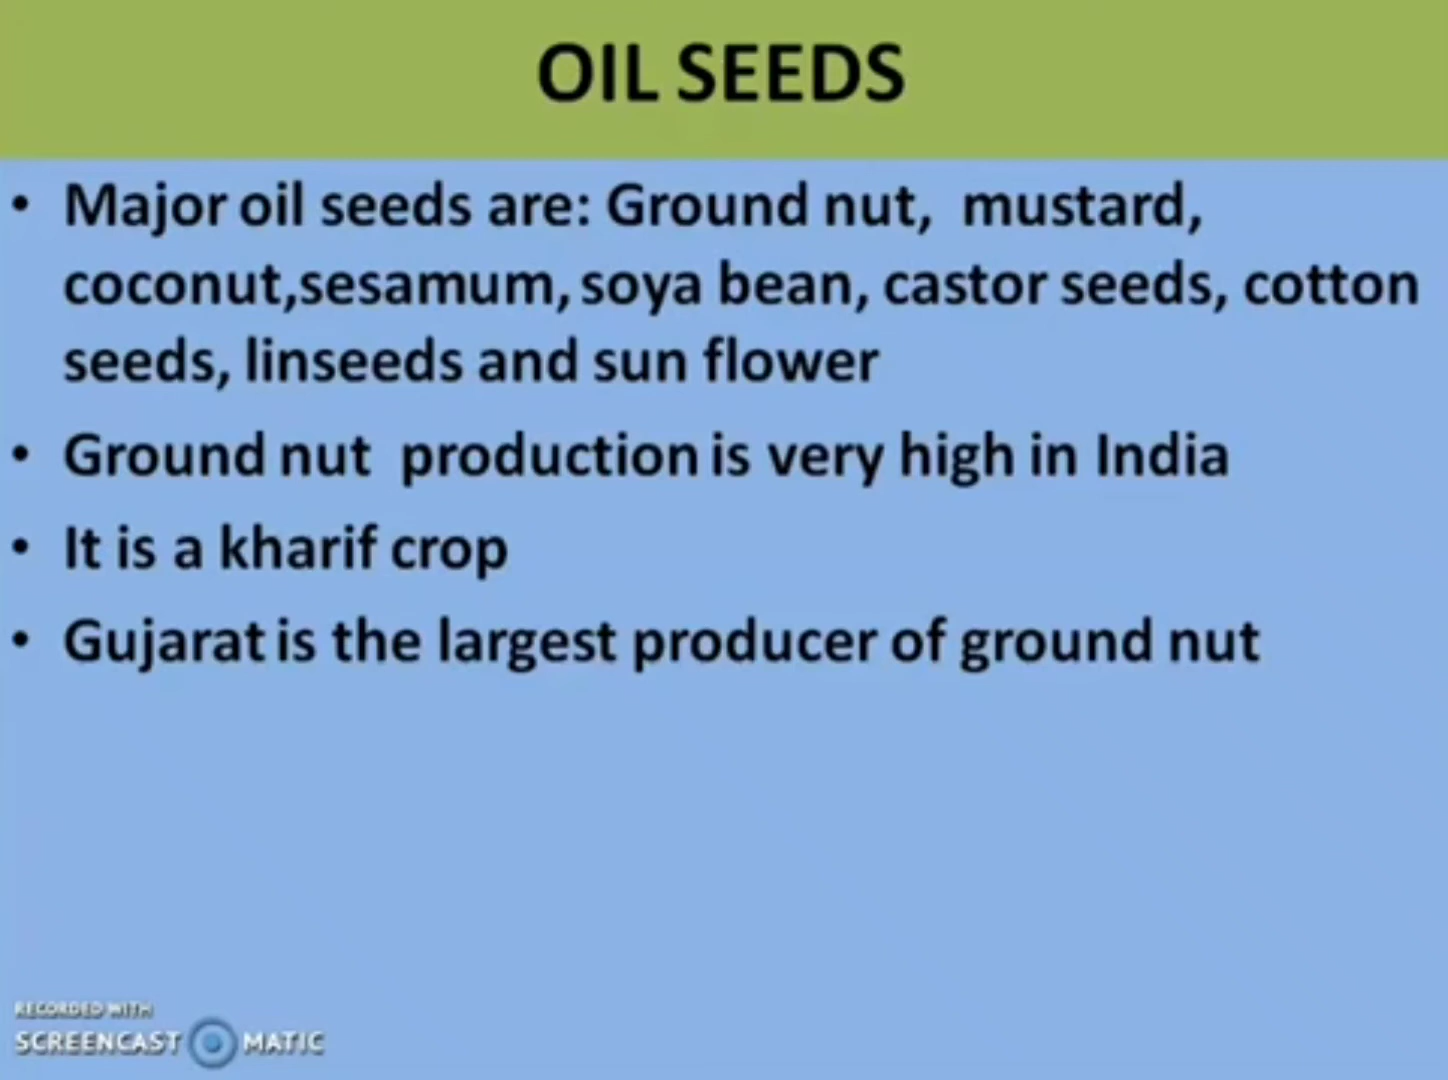 OIL SEEDS
• Major oil seeds are: Ground nut, mustard,
coconut,sesamum, soya bean, castor seeds, cotton
seeds, linseeds and sun flower
• Ground nut production is very high in India
• It is a kharif crop
• Gujarat is the largest producer of ground nut
RECORDED WITH
SCREENCAST MATIC